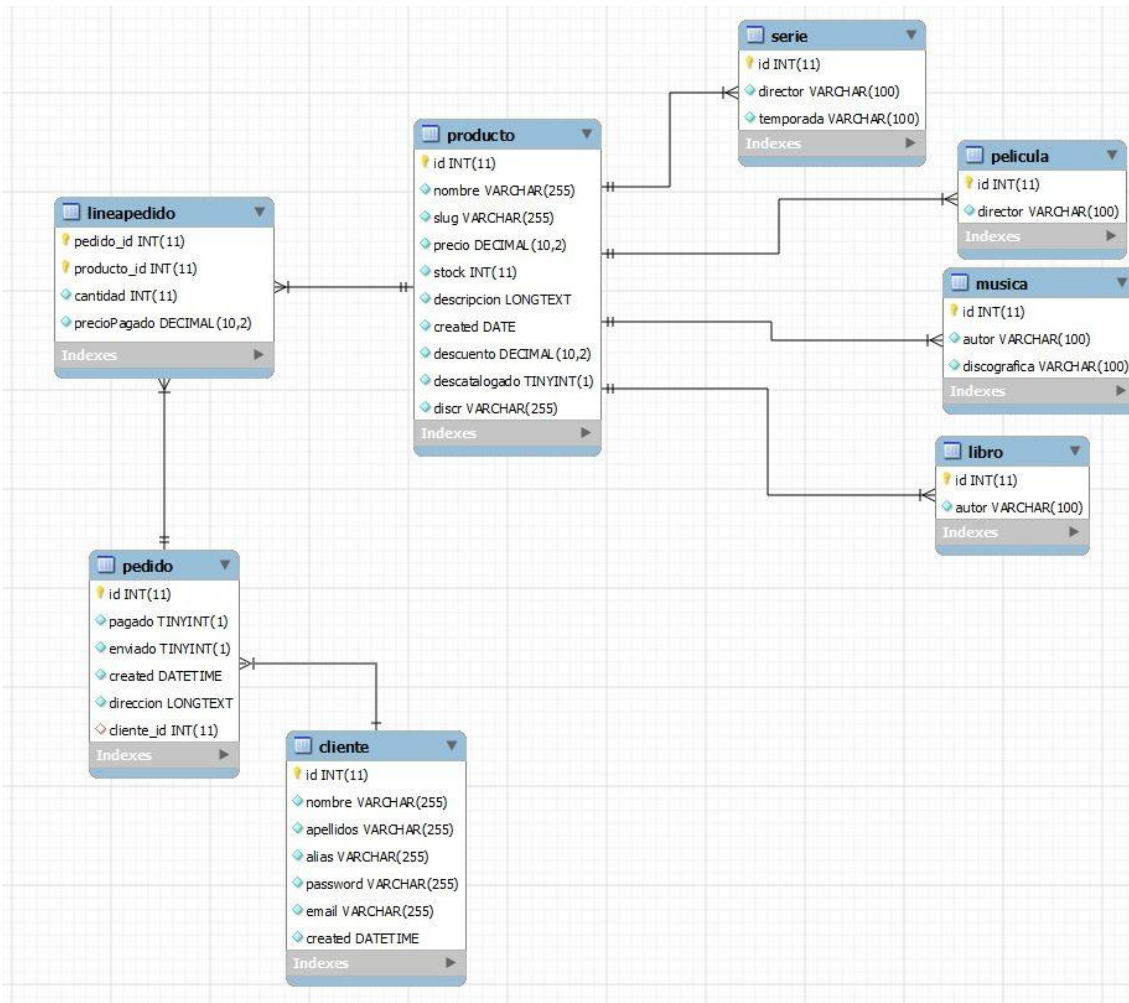 serie
id INT(11)
director VARCHAR(100)
temporada VARCHAR(100)
Indexes
producto
id INT(11)
nombre VARCHAR(255)
slug VARCHAR(255)
precio DECIMAL(10,2)
stock INT(11)
descripcion LONGTEXT
created DATE
descuento DECIMAL(10,2)
descatalogado TINYINT(1)
discr VARCHAR(255)
Indexes
pelicula
id INT(11)
director VARCHAR(100)
Indexes
lineapedido
pedido_id INT(11)
producto_id INT(11)
cantidad INT(11)
precioPagado DECIMAL(10,2)
Indexes
musica
id INT(11)
autor VARCHAR(100)
discografica VARCHAR(100)
Indexes
libro
id INT(11)
autor VARCHAR(100)
Indexes
pedido
id INT(11)
pagado TINYINT(1)
enviado TINYINT(1)
created DATETIME
direccion LONGTEXT
cliente_id INT(11)
Indexes
cliente
id INT(11)
nombre VARCHAR(255)
apellidos VARCHAR(255)
alias VARCHAR(255)
password VARCHAR(255)
email VARCHAR(255)
created DATETIME
Indexes